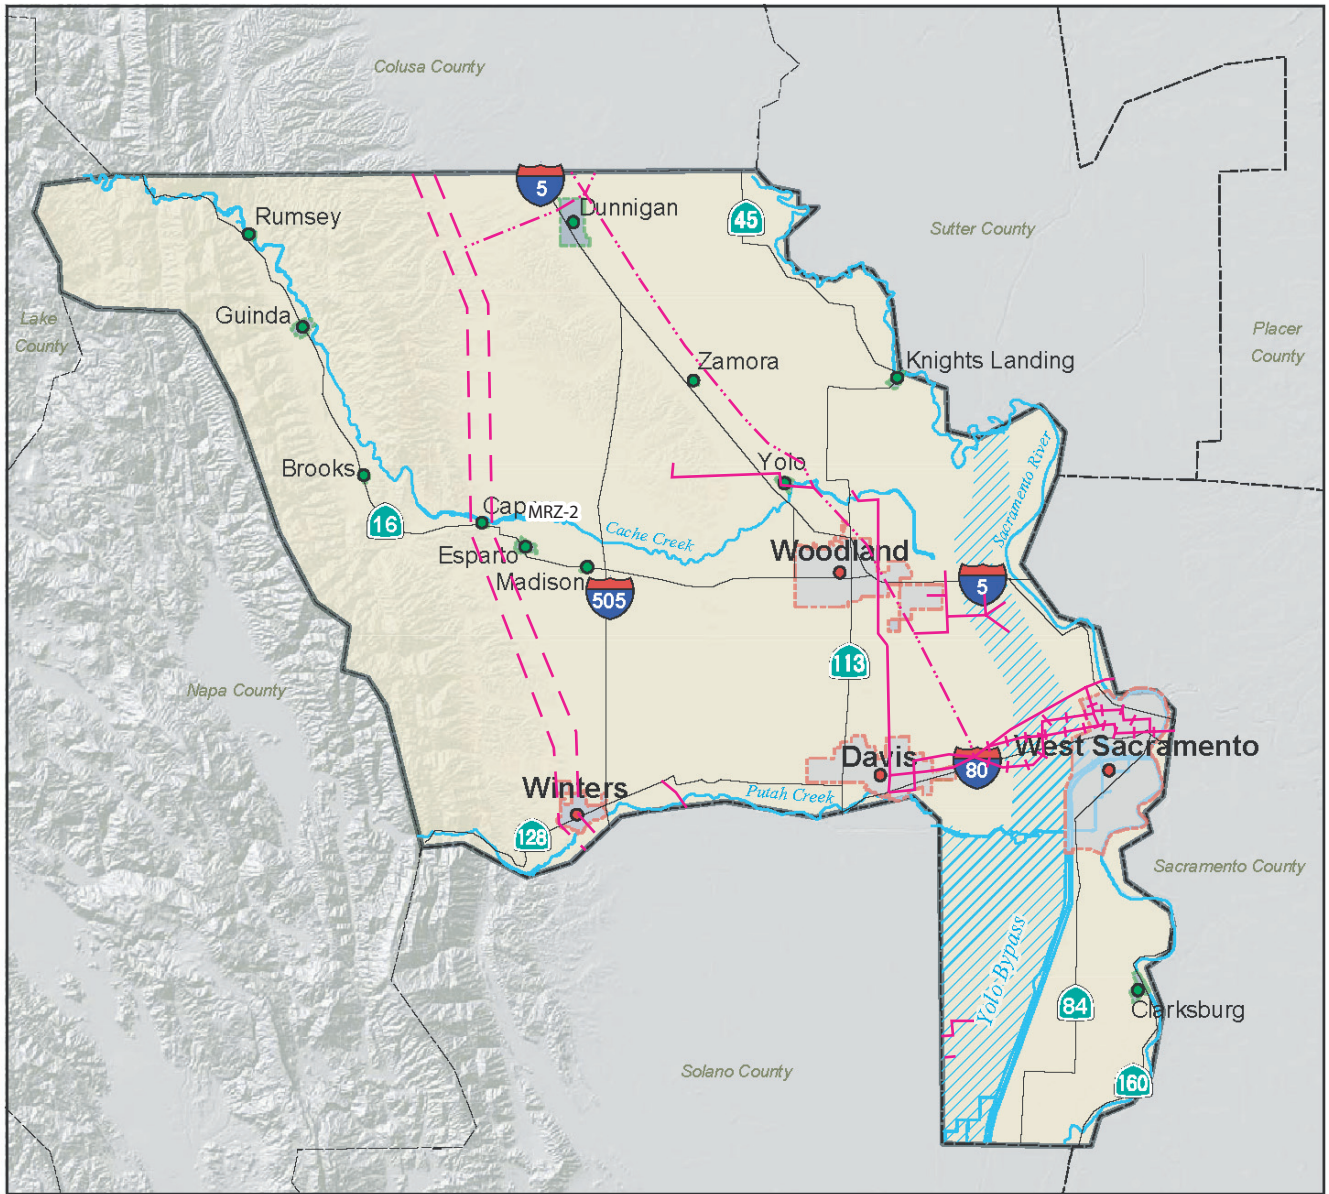 Colusa County
5
Rumsey
Dunnigan
45
Sutter County
Guinda
Lake
County
Placer
County
Zamora
Knights Landing
Brooks
Yolo
Sacramento River
16
Cap
MRZ-2
Cache Creek
Esparto
Woodland
Madison
505
5
113
Napa County
Davis
West Sacramento
80
Winters
Putah Creek
128
Sacramento County
Yolo Bypass
84
Clarksburg
Solano County
160